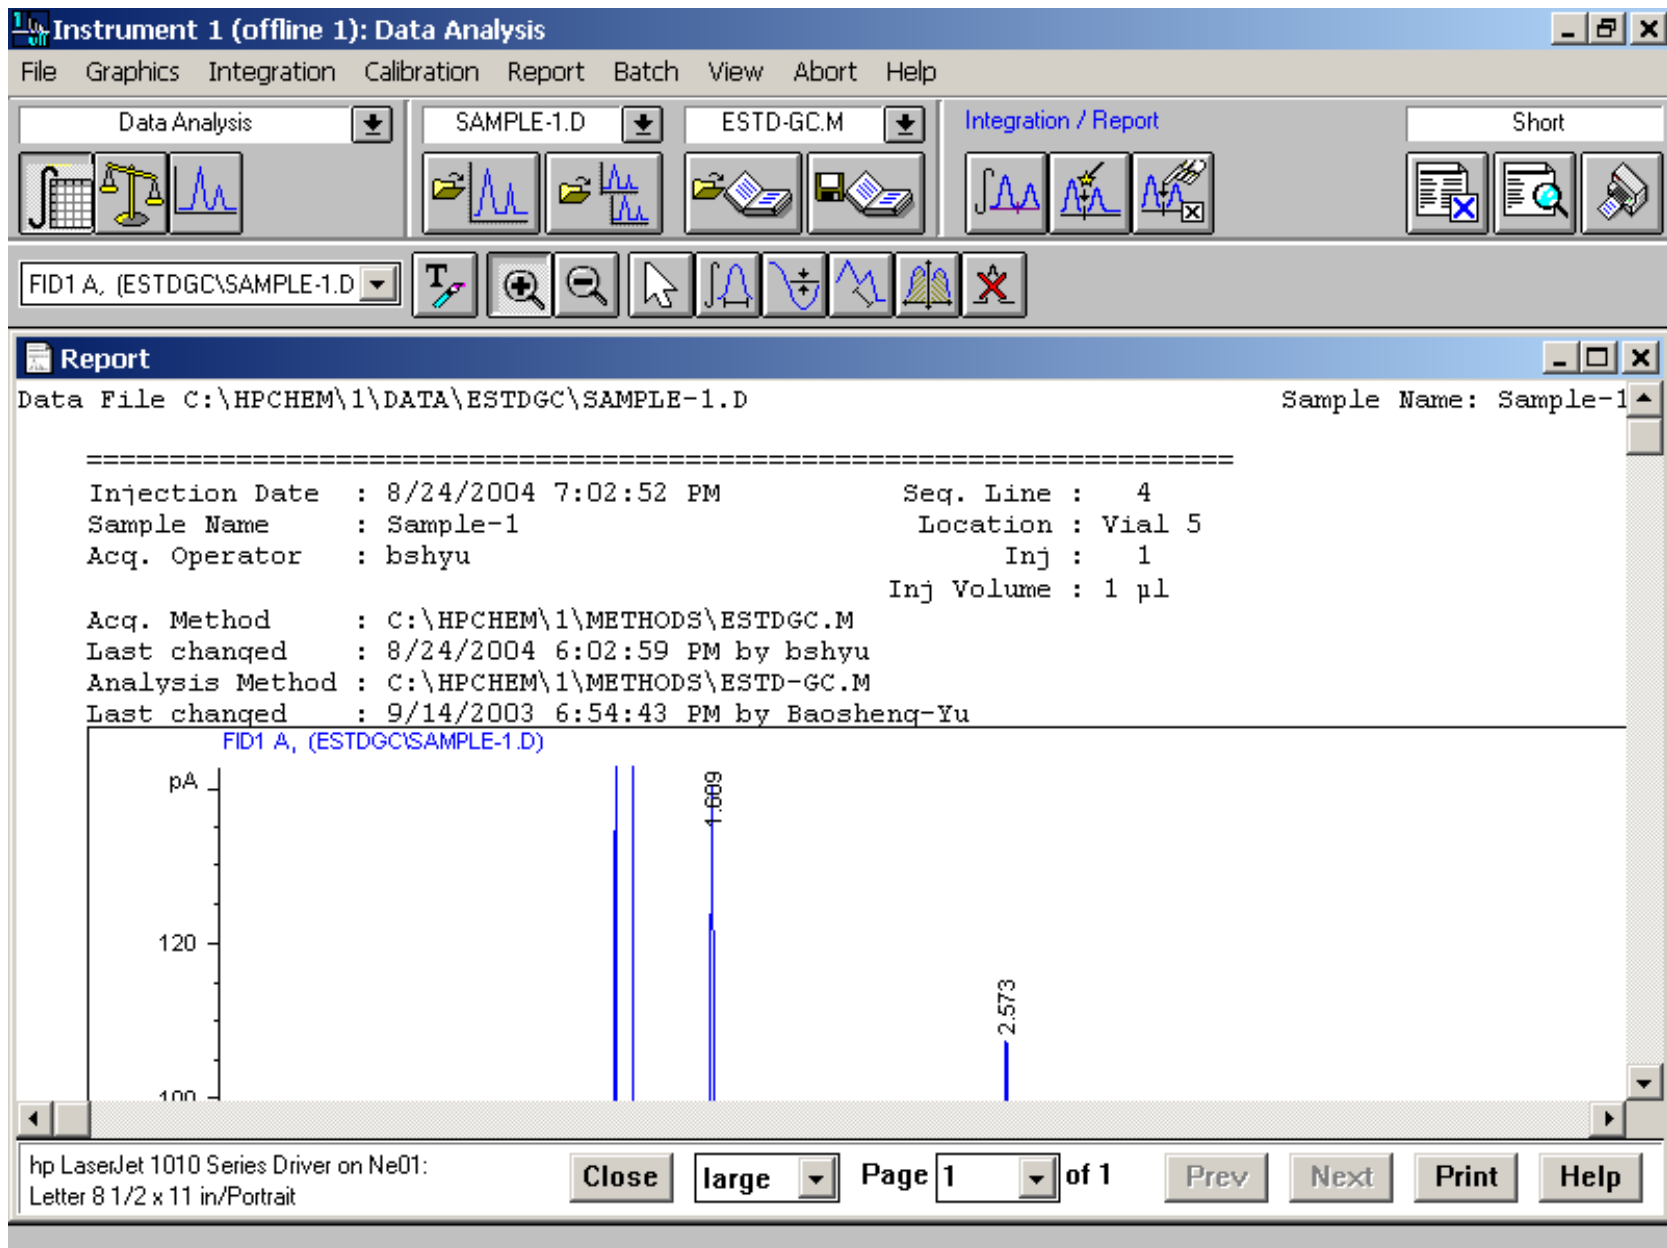 Instrument 1 (offline 1): Data Analysis
File Graphics Integration Calibration Report Batch View Abort Help
Data Analysis SAMPLE-1.D ESTD-GC.M Integration / Report Short
FID1 A, (ESTDGC\SAMPLE-1.D
Report
Data File C:\HPCHEM\1\DATA\ESTDGC\SAMPLE-1.D Sample Name: Sample-1
=====================================================================
Injection Date : 8/24/2004 7:02:52 PM Seq. Line : 4
Sample Name : Sample-1 Location : Vial 5
Acq. Operator : bshyu Inj : 1
Inj Volume : 1 µl
Acq. Method : C:\HPCHEM\1\METHODS\ESTDGC.M
Last changed : 8/24/2004 6:02:59 PM by bshyu
Analysis Method : C:\HPCHEM\1\METHODS\ESTD-GC.M
Last changed : 9/14/2003 6:54:43 PM by Baosheng-Yu
FID1 A, (ESTDGC\SAMPLE-1.D)
pA
1.609
120
2.573
100
hp LaserJet 1010 Series Driver on Ne01:
Letter 8 1/2 x 11 in/Portrait
Close large Page 1 of 1 Prev Next Print Help